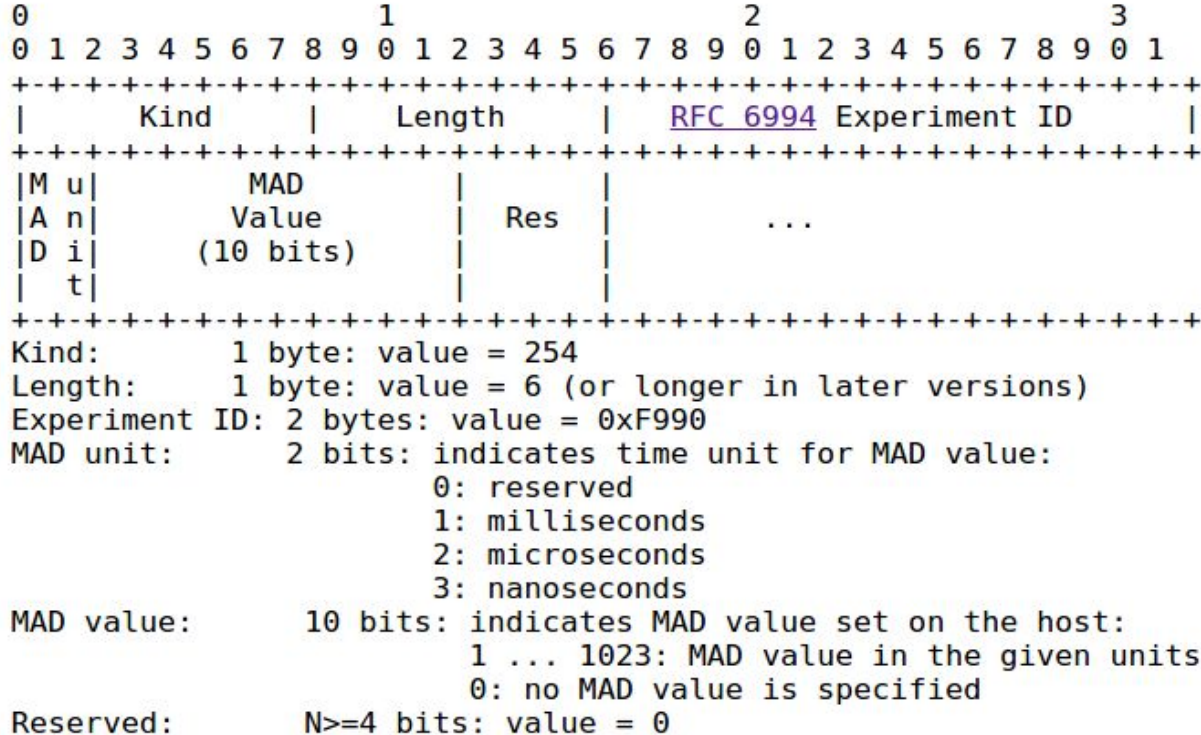 0                   1                   2                   3
0 1 2 3 4 5 6 7 8 9 0 1 2 3 4 5 6 7 8 9 0 1 2 3 4 5 6 7 8 9 0 1
+-+-+-+-+-+-+-+-+-+-+-+-+-+-+-+-+-+-+-+-+-+-+-+-+-+-+-+-+-+-+-+-+
|      Kind     |    Length     |   RFC 6994 Experiment ID      |
+-+-+-+-+-+-+-+-+-+-+-+-+-+-+-+-+-+-+-+-+-+-+-+-+-+-+-+-+-+-+-+-+
|M u|        MAD        |       |
|A n|       Value       |  Res  |        ...
|D i|     (10 bits)     |       |
|  t|                   |       |
+-+-+-+-+-+-+-+-+-+-+-+-+-+-+-+-+-+-+-+-+-+-+-+-+-+-+-+-+-+-+-+-+
Kind:       1 byte: value = 254
Length:     1 byte: value = 6 (or longer in later versions)
Experiment ID: 2 bytes: value = 0xF990
MAD unit:      2 bits: indicates time unit for MAD value:
                       0: reserved
                       1: milliseconds
                       2: microseconds
                       3: nanoseconds
MAD value:      10 bits: indicates MAD value set on the host:
                         1 ... 1023: MAD value in the given units
                         0: no MAD value is specified
Reserved:       N>=4 bits: value = 0